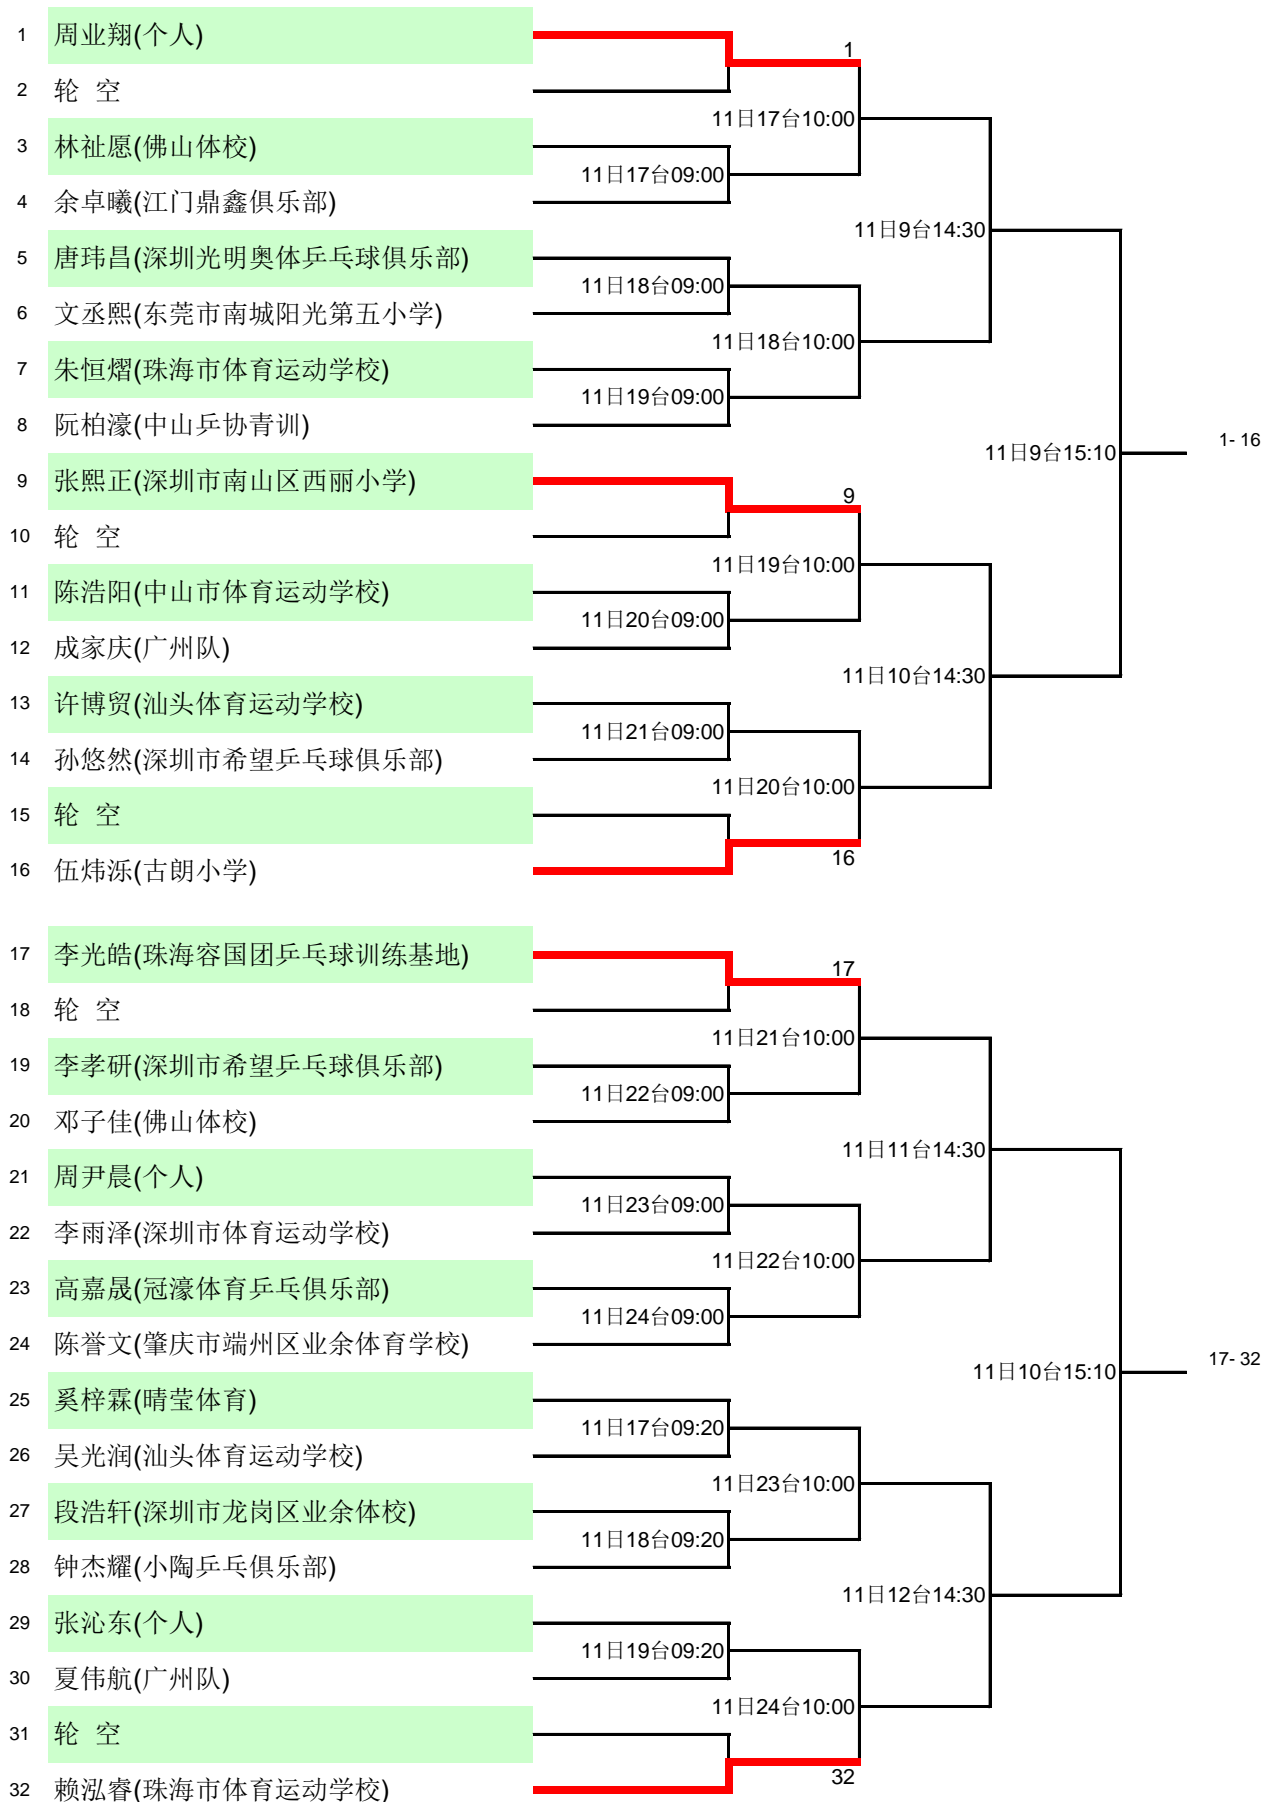 1 周业翔(个人)
1
2 轮 空
11日17台10:00
3 林祉愿(佛山体校)
11日17台09:00
4 余卓曦(江门鼎鑫俱乐部)
11日9台14:30
5 唐玮昌(深圳光明奥体乒乓球俱乐部)
11日18台09:00
6 文丞熙(东莞市南城阳光第五小学)
11日18台10:00
7 朱恒熠(珠海市体育运动学校)
11日19台09:00
8 阮柏濠(中山乒协青训)
11日9台15:10
1- 16
9 张熙正(深圳市南山区西丽小学)
9
10 轮 空
11日19台10:00
11 陈浩阳(中山市体育运动学校)
11日20台09:00
12 成家庆(广州队)
11日10台14:30
13 许博贸(汕头体育运动学校)
11日21台09:00
14 孙悠然(深圳市希望乒乓球俱乐部)
11日20台10:00
15 轮 空
16
16 伍炜泺(古朗小学)
17 李光皓(珠海容国团乒乓球训练基地)
17
18 轮 空
11日21台10:00
19 李孝研(深圳市希望乒乓球俱乐部)
11日22台09:00
20 邓子佳(佛山体校)
11日11台14:30
21 周尹晨(个人)
11日23台09:00
22 李雨泽(深圳市体育运动学校)
11日22台10:00
23 高嘉晟(冠濠体育乒乓俱乐部)
11日24台09:00
24 陈誉文(肇庆市端州区业余体育学校)
11日10台15:10
17- 32
25 奚梓霖(晴莹体育)
11日17台09:20
26 吴光润(汕头体育运动学校)
11日23台10:00
27 段浩轩(深圳市龙岗区业余体校)
11日18台09:20
28 钟杰耀(小陶乒乓俱乐部)
11日12台14:30
29 张沁东(个人)
11日19台09:20
30 夏伟航(广州队)
11日24台10:00
31 轮 空
32
32 赖泓睿(珠海市体育运动学校)